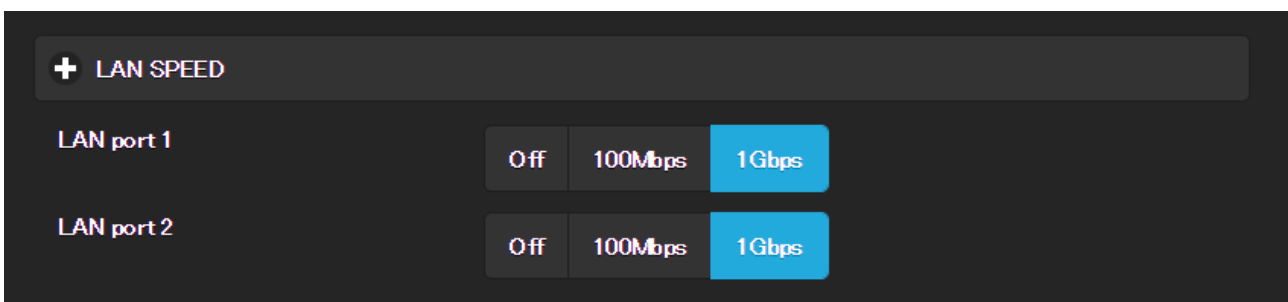 LAN SPEED
LAN port 1
Off 100Mbps 1Gbps
LAN port 2
Off 100Mbps 1Gbps